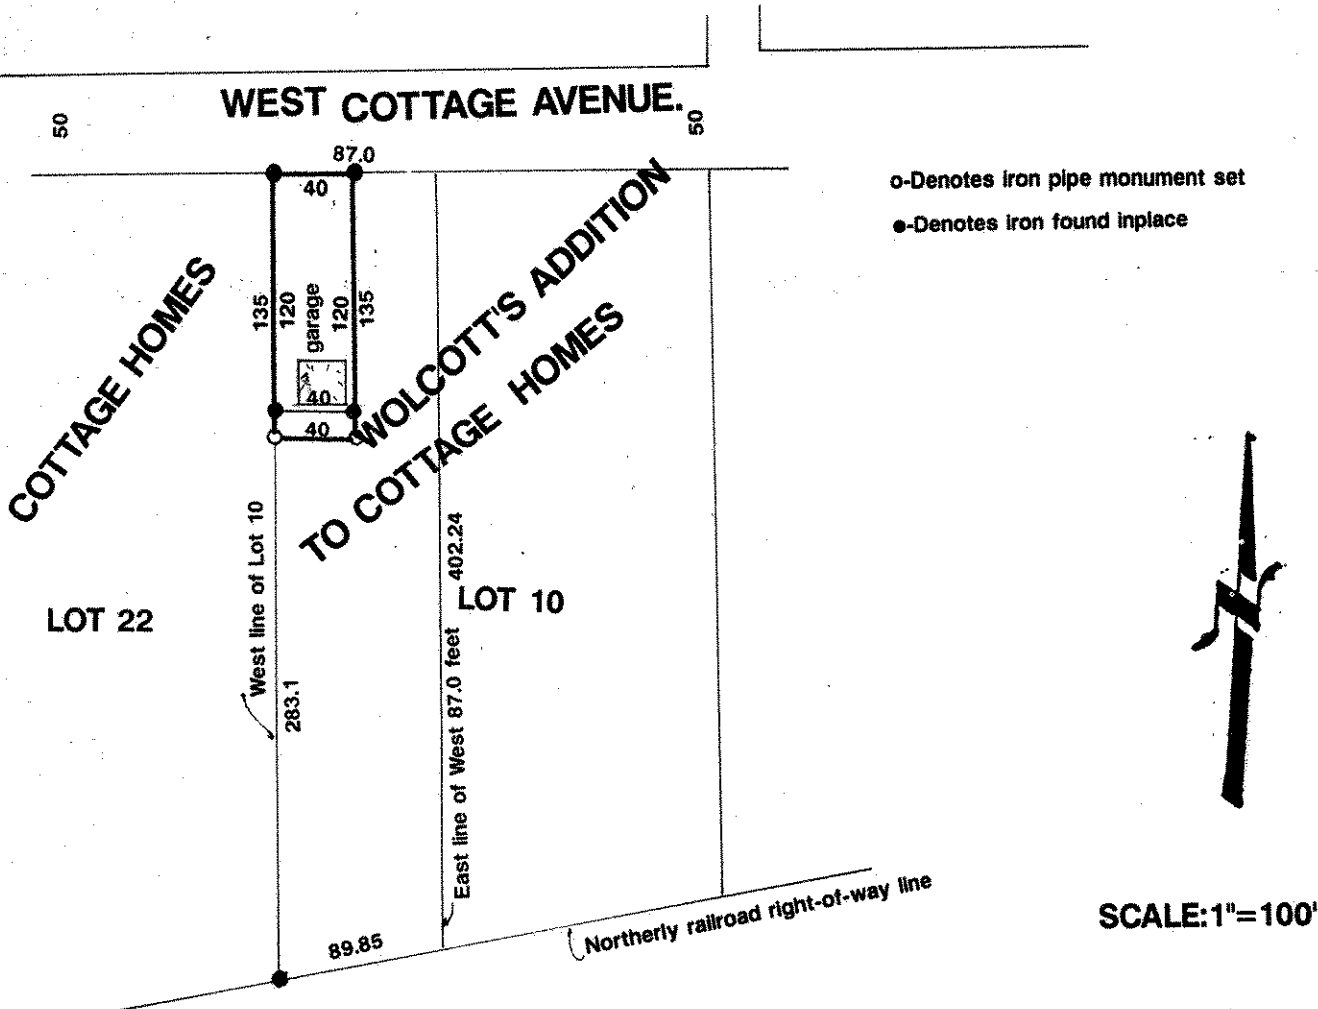 WEST COTTAGE AVENUE.
50
50
87.0
40
o-Denotes iron pipe monument set
●-Denotes iron found inplace
COTTAGE HOMES
135
120
garage
120
135
40
40
WOLCOTT'S ADDITION
TO COTTAGE HOMES
West line of Lot 10
283.1
East line of West 87.0 feet 402.24
LOT 22
LOT 10
89.85
Northerly railroad right-of-way line
SCALE:1"=100'